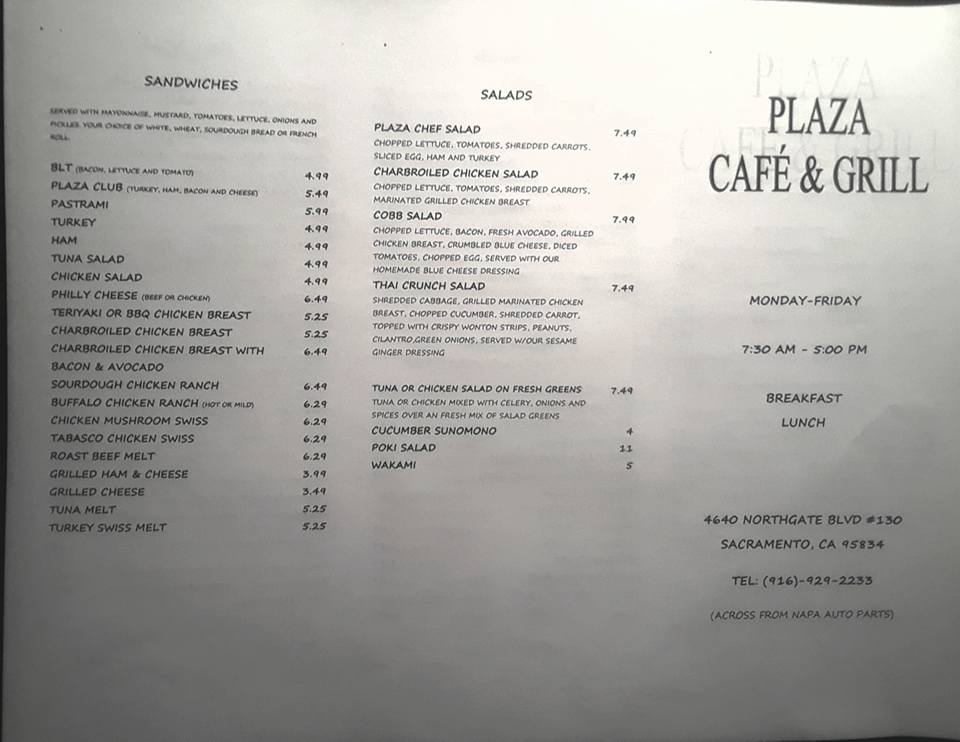 SANDWICHES
SERVED WITH MAYONNAISE, MUSTARD, TOMATOES, LETTUCE, ONIONS AND
PICKLES. YOUR CHOICE OF WHITE, WHEAT, SOURDOUGH BREAD OR FRENCH
ROLL.
BLT (BACON, LETTUCE AND TOMATO) 4.99
PLAZA CLUB (TURKEY, HAM, BACON AND CHEESE) 5.49
PASTRAMI 5.99
TURKEY 4.99
HAM 4.99
TUNA SALAD 4.99
CHICKEN SALAD 4.99
PHILLY CHEESE (BEEF OR CHICKEN) 6.49
TERIYAKI OR BBQ CHICKEN BREAST 5.25
CHARBROILED CHICKEN BREAST 5.25
CHARBROILED CHICKEN BREAST WITH 6.49
BACON & AVOCADO
SOURDOUGH CHICKEN RANCH 6.49
BUFFALO CHICKEN RANCH (HOT OR MILD) 6.29
CHICKEN MUSHROOM SWISS 6.29
TABASCO CHICKEN SWISS 6.29
ROAST BEEF MELT 6.29
GRILLED HAM & CHEESE 3.99
GRILLED CHEESE 3.49
TUNA MELT 5.25
TURKEY SWISS MELT 5.25
SALADS
PLAZA CHEF SALAD 7.49
CHOPPED LETTUCE, TOMATOES, SHREDDED CARROTS,
SLICED EGG, HAM AND TURKEY
CHARBROILED CHICKEN SALAD 7.49
CHOPPED LETTUCE, TOMATOES, SHREDDED CARROTS,
MARINATED GRILLED CHICKEN BREAST
COBB SALAD 7.99
CHOPPED LETTUCE, BACON, FRESH AVOCADO, GRILLED
CHICKEN BREAST, CRUMBLED BLUE CHEESE, DICED
TOMATOES, CHOPPED EGG, SERVED WITH OUR
HOMEMADE BLUE CHEESE DRESSING
THAI CRUNCH SALAD 7.49
SHREDDED CABBAGE, GRILLED MARINATED CHICKEN
BREAST, CHOPPED CUCUMBER, SHREDDED CARROT,
TOPPED WITH CRISPY WONTON STRIPS, PEANUTS,
CILANTRO,GREEN ONIONS, SERVED W/OUR SESAME
GINGER DRESSING
TUNA OR CHICKEN SALAD ON FRESH GREENS 7.49
TUNA OR CHICKEN MIXED WITH CELERY, ONIONS AND
SPICES OVER AN FRESH MIX OF SALAD GREENS
CUCUMBER SUNOMONO 4
POKI SALAD 11
WAKAMI 5
PLAZA
CAFÉ & GRILL
MONDAY-FRIDAY
7:30 AM - 5:00 PM
BREAKFAST
LUNCH
4640 NORTHGATE BLVD #130
SACRAMENTO, CA 95834
TEL: (916)-929-2233
(ACROSS FROM NAPA AUTO PARTS)